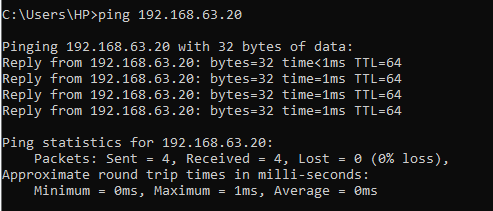 C:\Users\HP>ping 192.168.63.20
Pinging 192.168.63.20 with 32 bytes of data:
Reply from 192.168.63.20: bytes=32 time<1ms TTL=64
Reply from 192.168.63.20: bytes=32 time=1ms TTL=64
Reply from 192.168.63.20: bytes=32 time=1ms TTL=64
Reply from 192.168.63.20: bytes=32 time=1ms TTL=64
Ping statistics for 192.168.63.20:
    Packets: Sent = 4, Received = 4, Lost = 0 (0% loss),
Approximate round trip times in milli-seconds:
    Minimum = 0ms, Maximum = 1ms, Average = 0ms